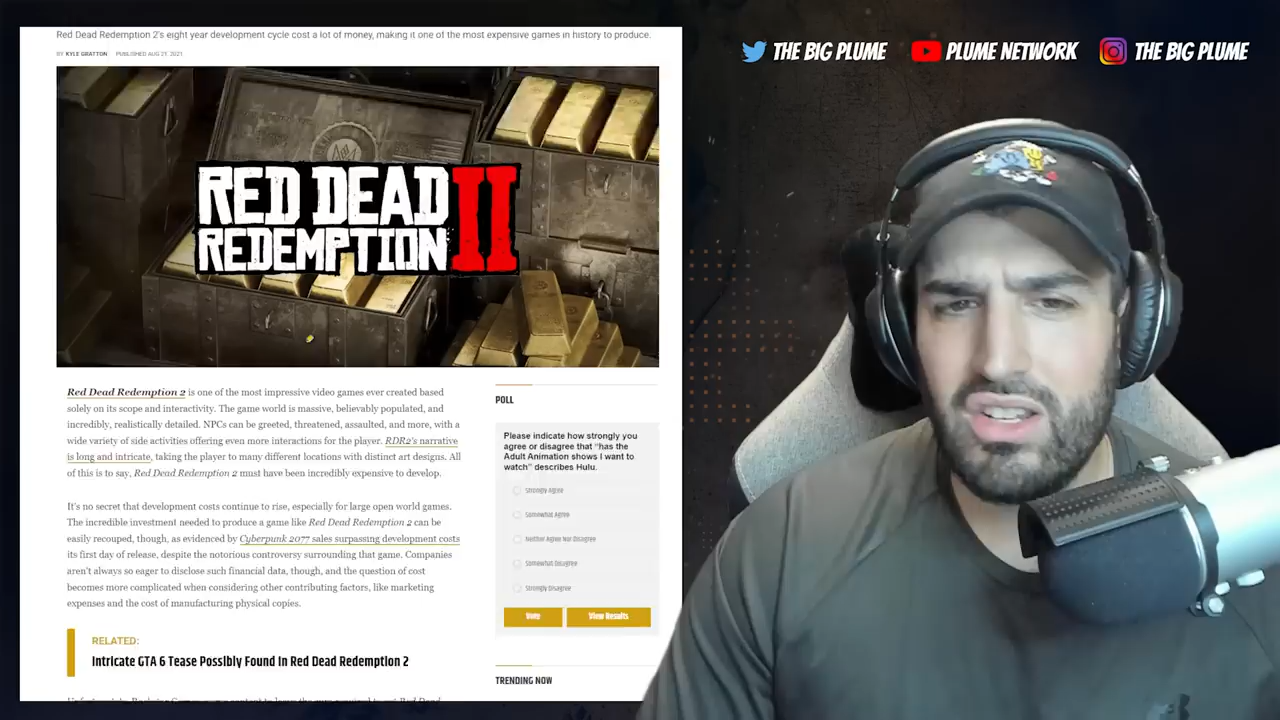 Red Dead Redemption 2's eight year development cycle cost a lot of money, making it one of the most expensive games in history to produce.
BY KYLE GRATTON PUBLISHED AUG 21, 2021
THE BIG PLUME
PLUME NETWORK
THE BIG PLUME
RED DEAD
REDEMPTION II
Red Dead Redemption 2 is one of the most impressive video games ever created based
solely on its scope and interactivity. The game world is massive, believably populated, and
incredibly, realistically detailed. NPCs can be greeted, threatened, assaulted, and more, with a
wide variety of side activities offering even more interactions for the player. RDR2's narrative
is long and intricate, taking the player to many different locations with distinct art designs. All
of this is to say, Red Dead Redemption 2 must have been incredibly expensive to develop.
It's no secret that development costs continue to rise, especially for large open world games.
The incredible investment needed to produce a game like Red Dead Redemption 2 can be
easily recouped, though, as evidenced by Cyberpunk 2077 sales surpassing development costs
its first day of release, despite the notorious controversy surrounding that game. Companies
aren't always so eager to disclose such financial data, though, and the question of cost
becomes more complicated when considering other contributing factors, like marketing
expenses and the cost of manufacturing physical copies.
RELATED:
Intricate GTA 6 Tease Possibly Found In Red Dead Redemption 2
POLL
Please indicate how strongly you
agree or disagree that "has the
Adult Animation shows I want to
watch" describes Hulu.
Strongly Agree
Somewhat Agree
Neither Agree Nor Disagree
Somewhat Disagree
Strongly Disagree
Vote
View Results
TRENDING NOW